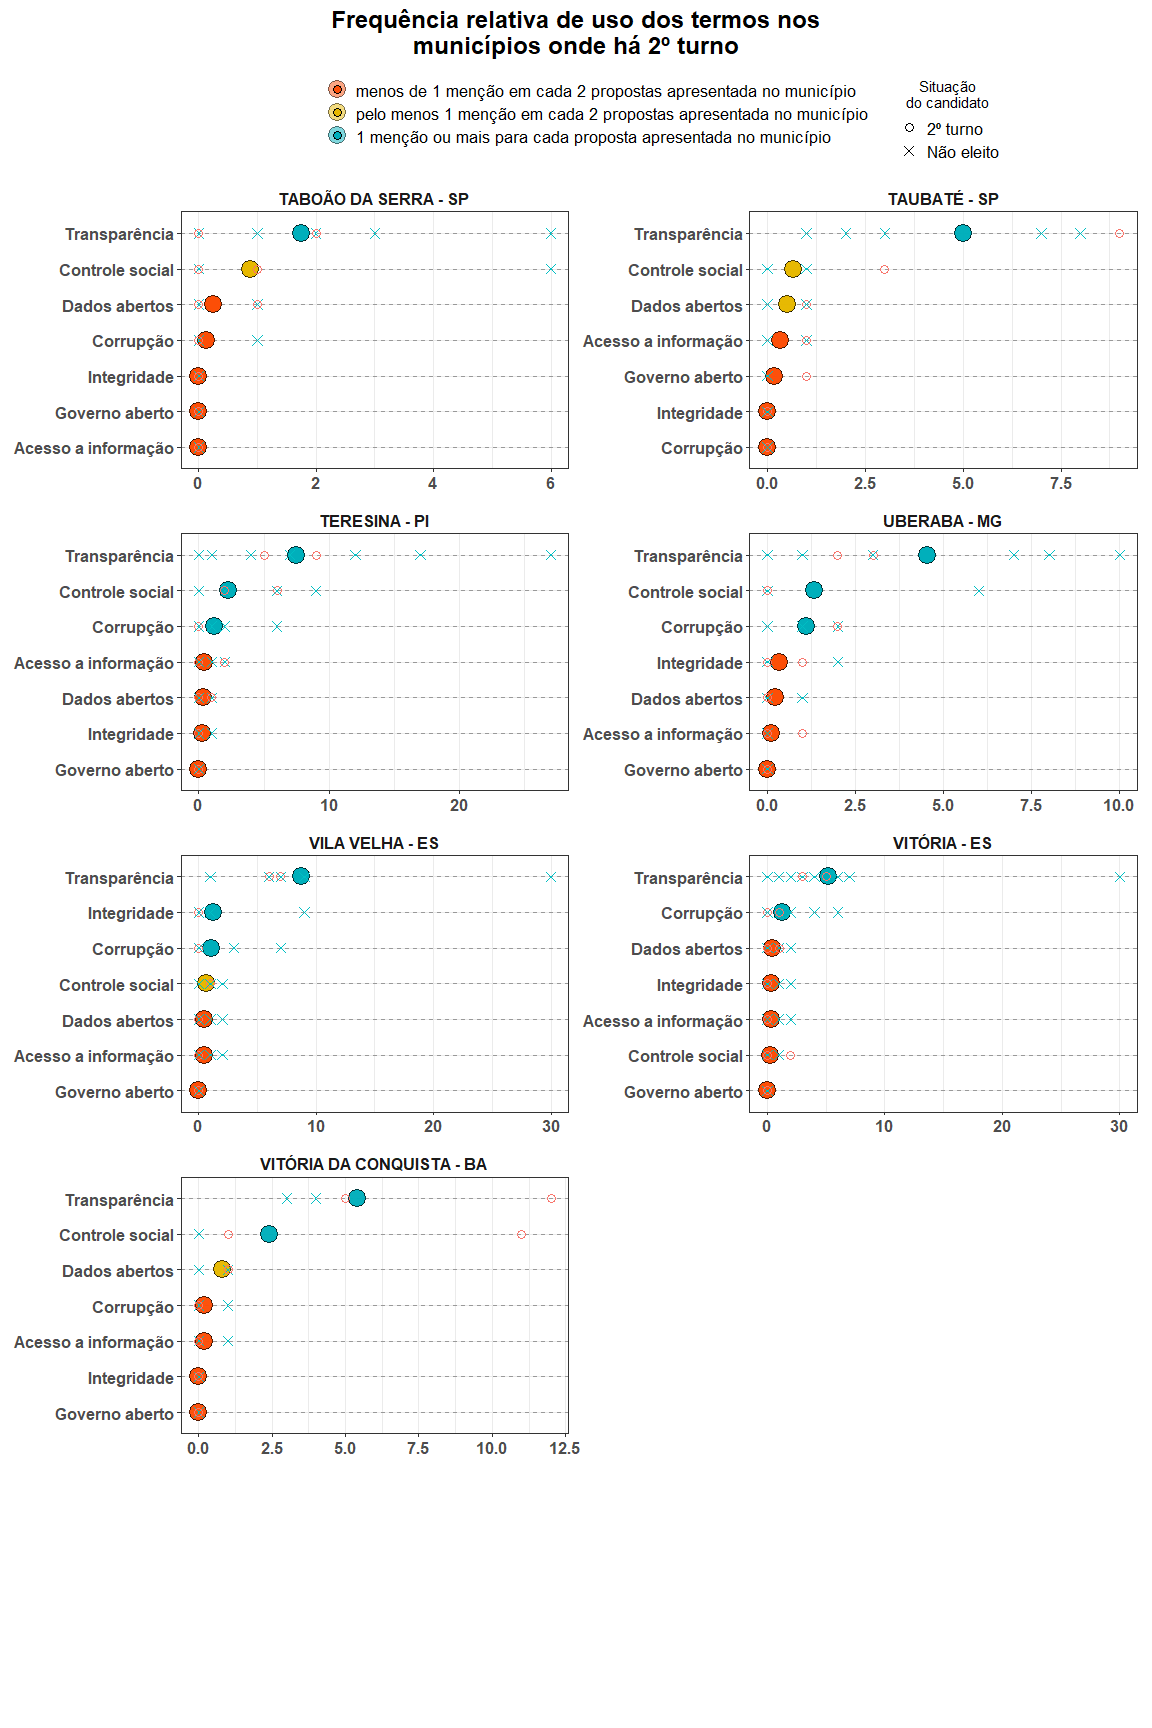 Frequência relativa de uso dos termos nos
municípios onde há 2º turno
menos de 1 menção em cada 2 propostas apresentada no município
pelo menos 1 menção em cada 2 propostas apresentada no município
1 menção ou mais para cada proposta apresentada no município
Situação
do candidato
2º turno
Não eleito
TABOÃO DA SERRA - SP
Transparência
Controle social
Dados abertos
Corrupção
Integridade
Governo aberto
Acesso a informação
0 2 4 6
TAUBATÉ - SP
Transparência
Controle social
Dados abertos
Acesso a informação
Governo aberto
Integridade
Corrupção
0.0 2.5 5.0 7.5
TERESINA - PI
Transparência
Controle social
Corrupção
Acesso a informação
Dados abertos
Integridade
Governo aberto
0 10 20
UBERABA - MG
Transparência
Controle social
Corrupção
Integridade
Dados abertos
Acesso a informação
Governo aberto
0.0 2.5 5.0 7.5 10.0
VILA VELHA - ES
Transparência
Integridade
Corrupção
Controle social
Dados abertos
Acesso a informação
Governo aberto
0 10 20 30
VITÓRIA - ES
Transparência
Corrupção
Dados abertos
Integridade
Acesso a informação
Controle social
Governo aberto
0 10 20 30
VITÓRIA DA CONQUISTA - BA
Transparência
Controle social
Dados abertos
Corrupção
Acesso a informação
Integridade
Governo aberto
0.0 2.5 5.0 7.5 10.0 12.5